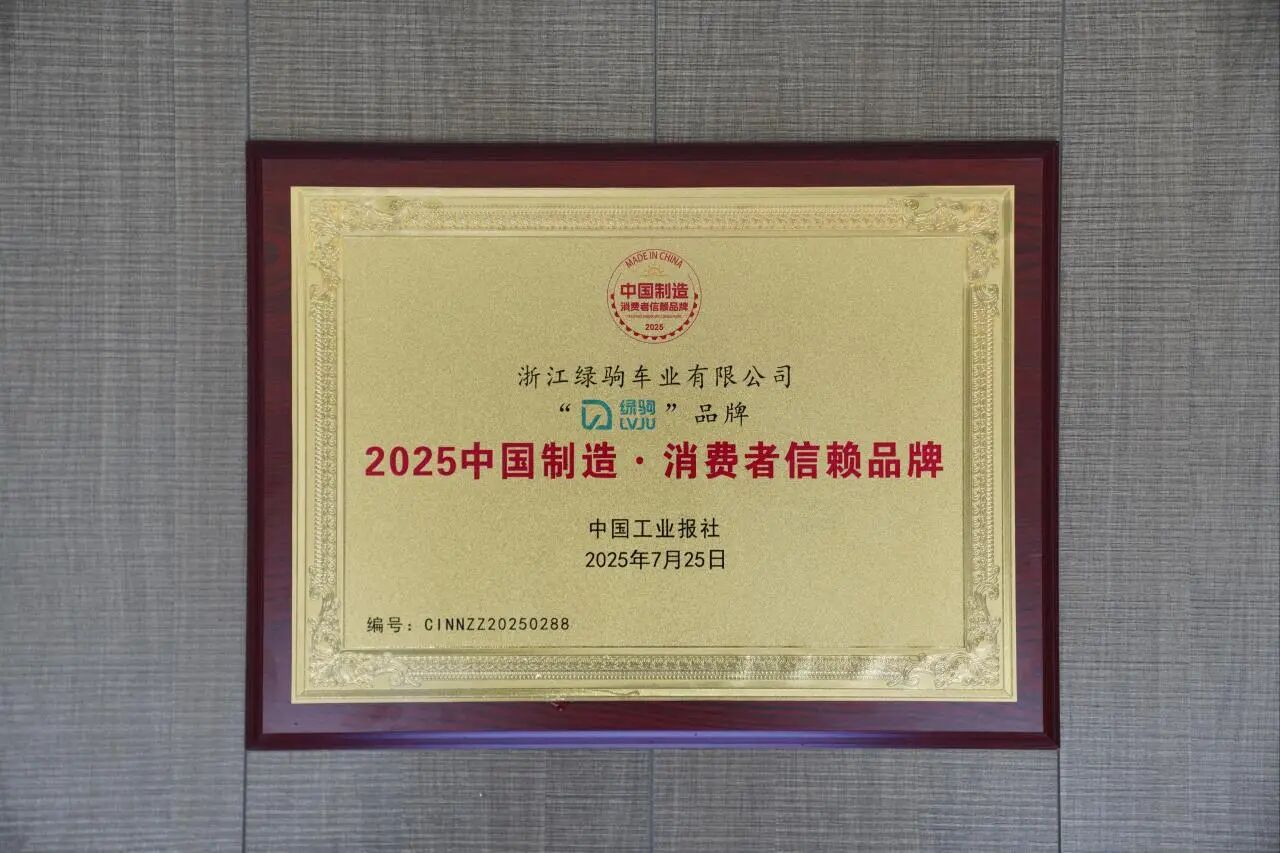 MADE IN CHINA
中国制造
消费者信赖品牌
2025
浙江绿驹车业有限公司
“绿驹 LVJU”品牌
2025中国制造·消费者信赖品牌
中国工业报社
2025年7月25日
编号：CINNZZ20250288